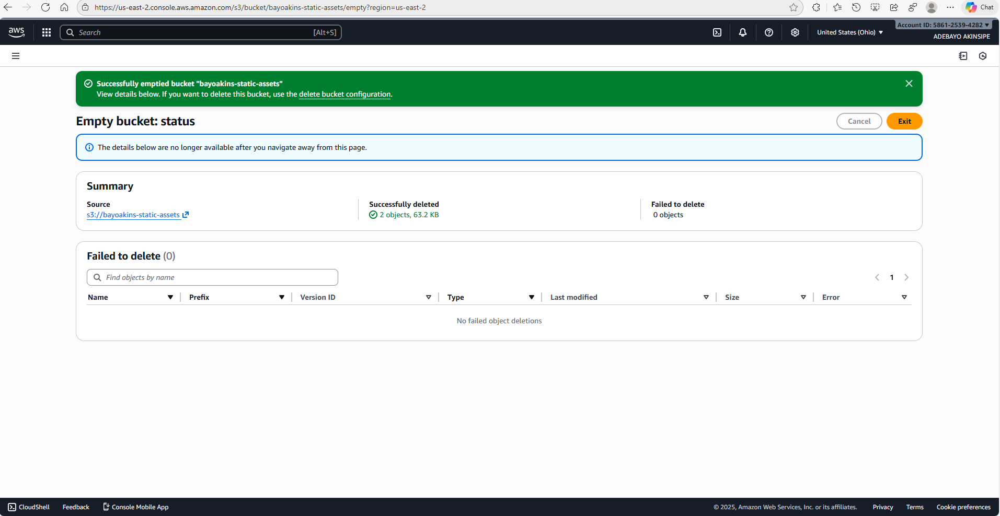 https://us-east-2.console.aws.amazon.com/s3/bucket/bayoakins-static-assets/empty?region=us-east-2
Chat
aws
Search
[Alt+S]
United States (Ohio)
Account ID: 5861-2539-4282
ADEBAYO AKINSIPE
Successfully emptied bucket "bayoakins-static-assets"
View details below. If you want to delete this bucket, use the delete bucket configuration.
Empty bucket: status
Cancel
Exit
The details below are no longer available after you navigate away from this page.
Summary
Source
s3://bayoakins-static-assets
Successfully deleted
2 objects, 63.2 KB
Failed to delete
0 objects
Failed to delete (0)
Find objects by name
1
Name
Prefix
Version ID
Type
Last modified
Size
Error
No failed object deletions
CloudShell
Feedback
Console Mobile App
© 2025, Amazon Web Services, Inc. or its affiliates.
Privacy
Terms
Cookie preferences